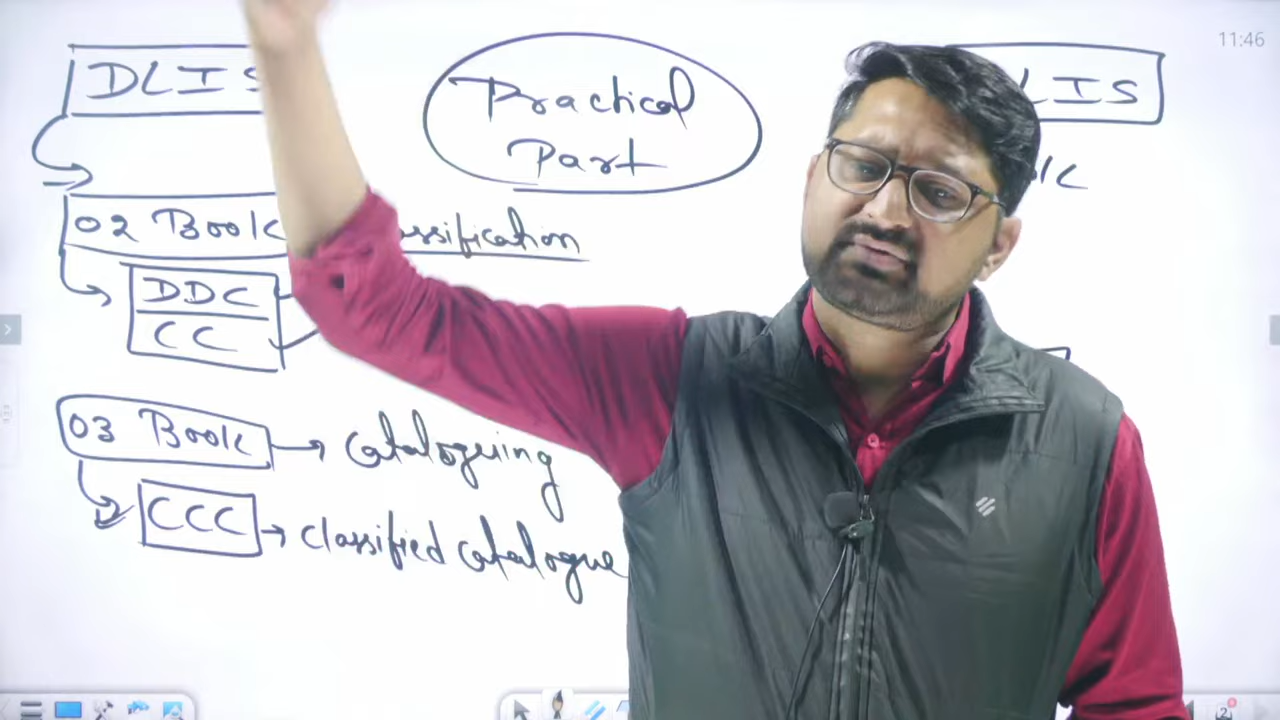 DLIS
Practical
Part
LIS
02 Book
ssification
DDC
CC
03 Book → Cataloguing
CCC → Classified Catalogue
11:46